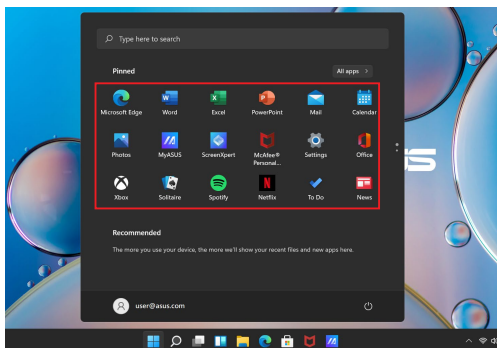 Type here to search
Pinned
All apps >
Microsoft Edge
Word
Excel
PowerPoint
Mail
Calendar
Photos
MyASUS
ScreenXpert
McAfee®
Personal...
Settings
Office
Xbox
Solitaire
Spotify
Netflix
To Do
News
Recommended
The more you use your device, the more we'll show your recent files and new apps here.
user@asus.com